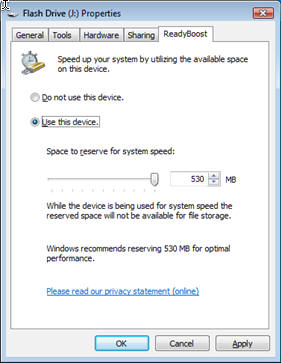 Flash Drive (J:) Properties
General Tools Hardware Sharing ReadyBoost
Speed up your system by utilizing the available space
on this device.
Do not use this device.
Use this device.
Space to reserve for system speed:
530 MB
While the device is being used for system speed the
reserved space will not be available for file storage.
Windows recommends reserving 530 MB for optimal
performance.
Please read our privacy statement (online)
OK Cancel Apply